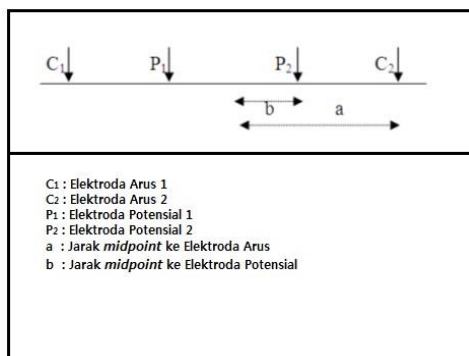 C1 P1 P2 C2
b a
C1 : Elektroda Arus 1
C2 : Elektroda Arus 2
P1 : Elektroda Potensial 1
P2 : Elektroda Potensial 2
a : Jarak midpoint ke Elektroda Arus
b : Jarak midpoint ke Elektroda Potensial